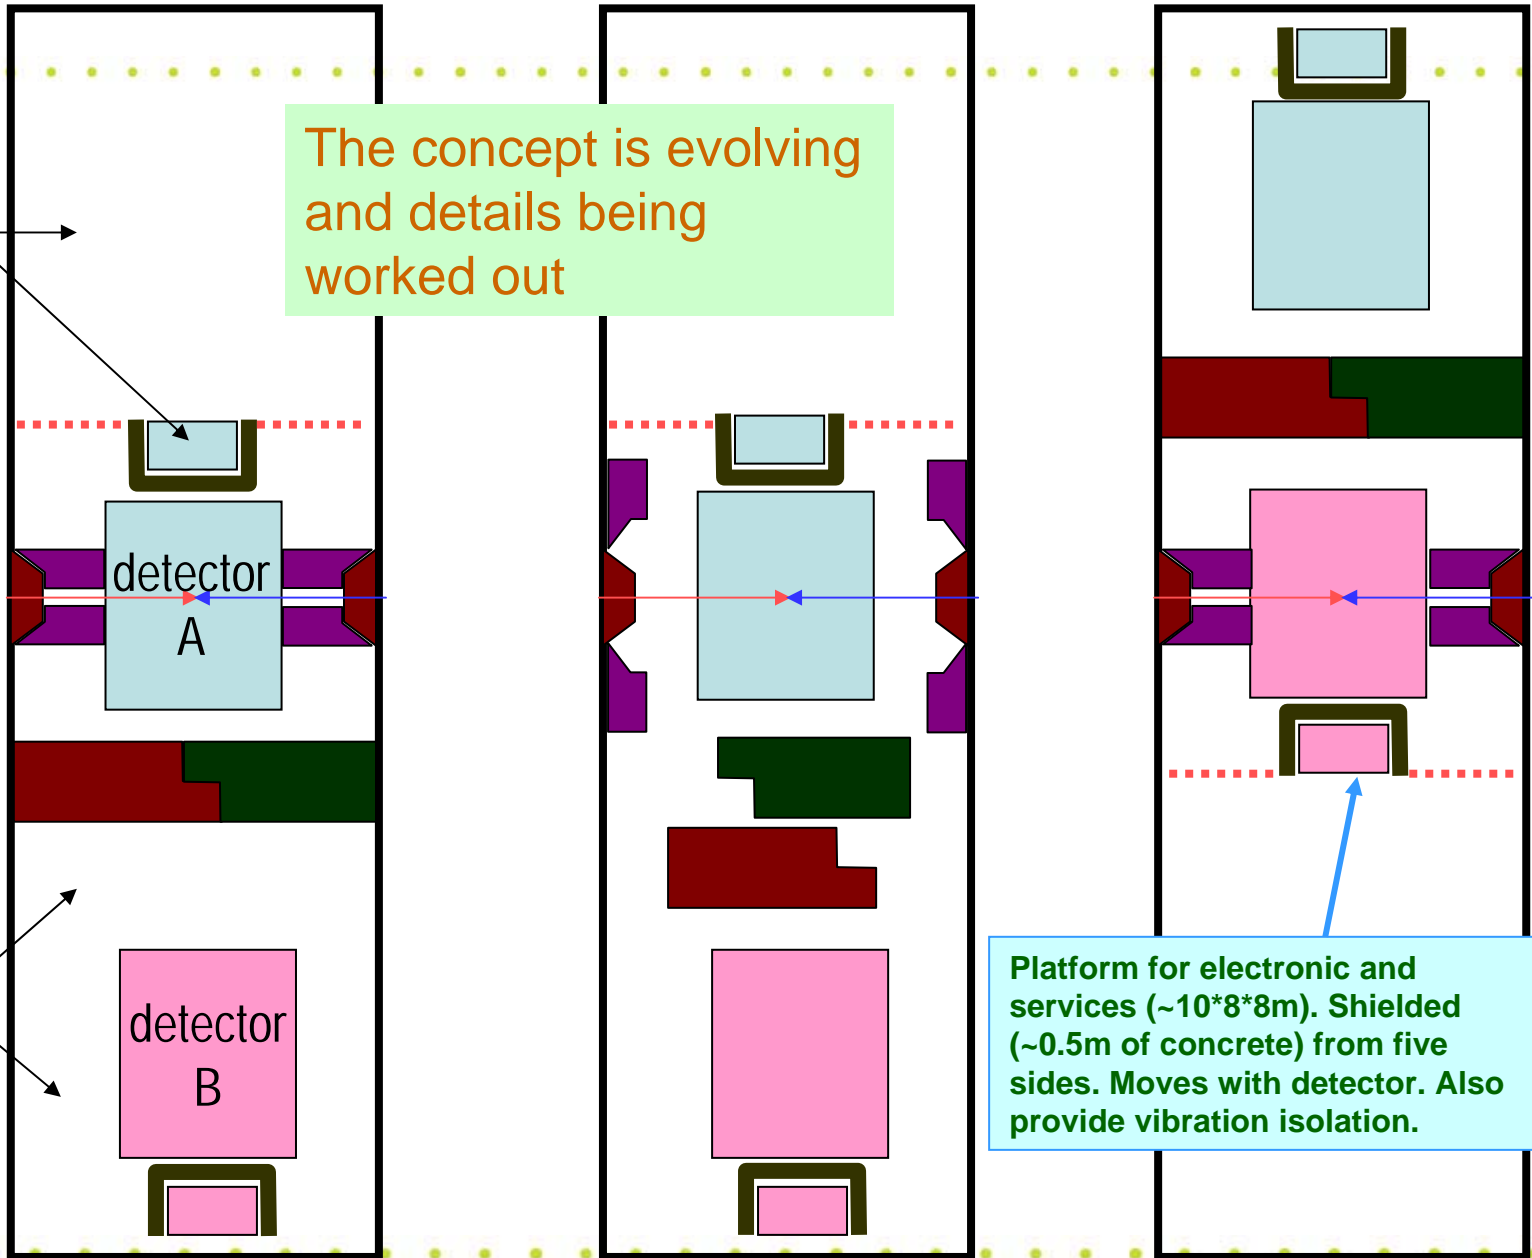 The concept is evolving
and details being
worked out
detector
A
detector
B
Platform for electronic and
services (~10*8*8m). Shielded
(~0.5m of concrete) from five
sides. Moves with detector. Also
provide vibration isolation.